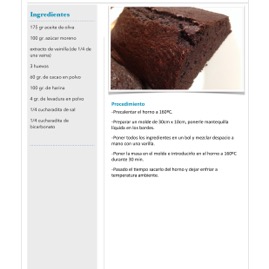 Ingredientes
175 gr aceite de oliva
100 gr. azúcar moreno
extracto de vainilla (de 1/4 de
una vaina)
3 huevos
60 gr. de cacao en polvo
100 gr. de harina
4 gr. de levadura en polvo
1/4 cucharadita de sal
1/4 cucharadita de
bicarbonato
Procedimiento
-Precalentar el horno a 160ºC.
-Preparar un molde de 30cm x 18cm, ponerle mantequilla
líquida en los bordes.
-Poner todos los ingredientes en un bol y mezclar despacio a
mano con una varilla.
-Poner la masa en el molde e introducirlo en el horno a 160ºC
durante 30 min.
-Pasado el tiempo sacarlo del horno y dejar enfriar a
temperatura ambiente.